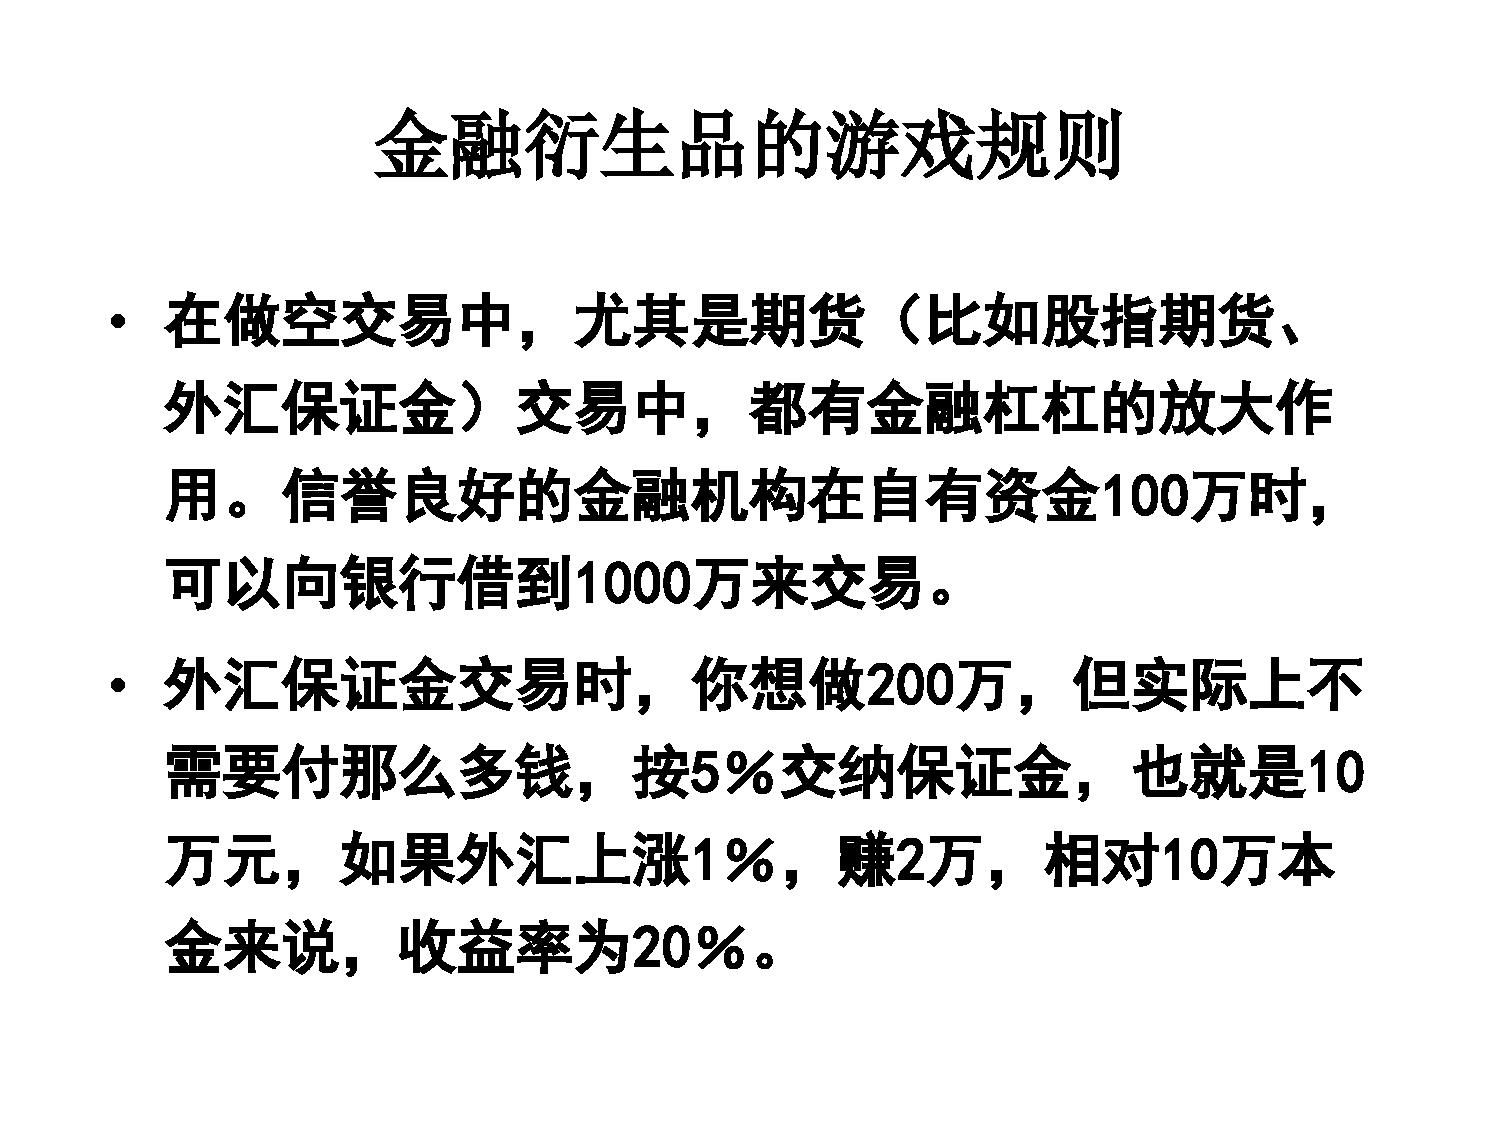 金融衍生品的游戏规则
• 在做空交易中，尤其是期货（比如股指期货、
外汇保证金）交易中，都有金融杠杠的放大作
用。信誉良好的金融机构在自有资金100万时，
可以向银行借到1000万来交易。
• 外汇保证金交易时，你想做200万，但实际上不
需要付那么多钱，按5％交纳保证金，也就是10
万元，如果外汇上涨1％，赚2万，相对10万本
金来说，收益率为20％。